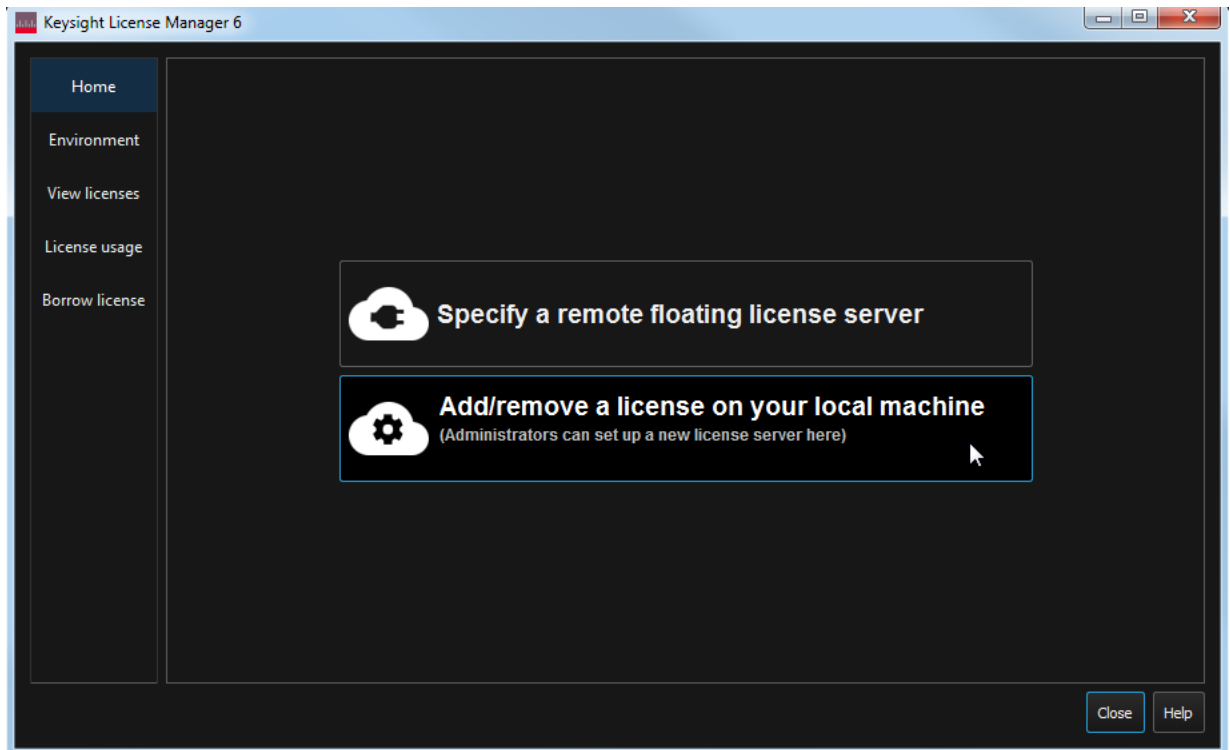 Keysight License Manager 6
Home
Environment
View licenses
License usage
Borrow license
Specify a remote floating license server
Add/remove a license on your local machine
(Administrators can set up a new license server here)
Close
Help